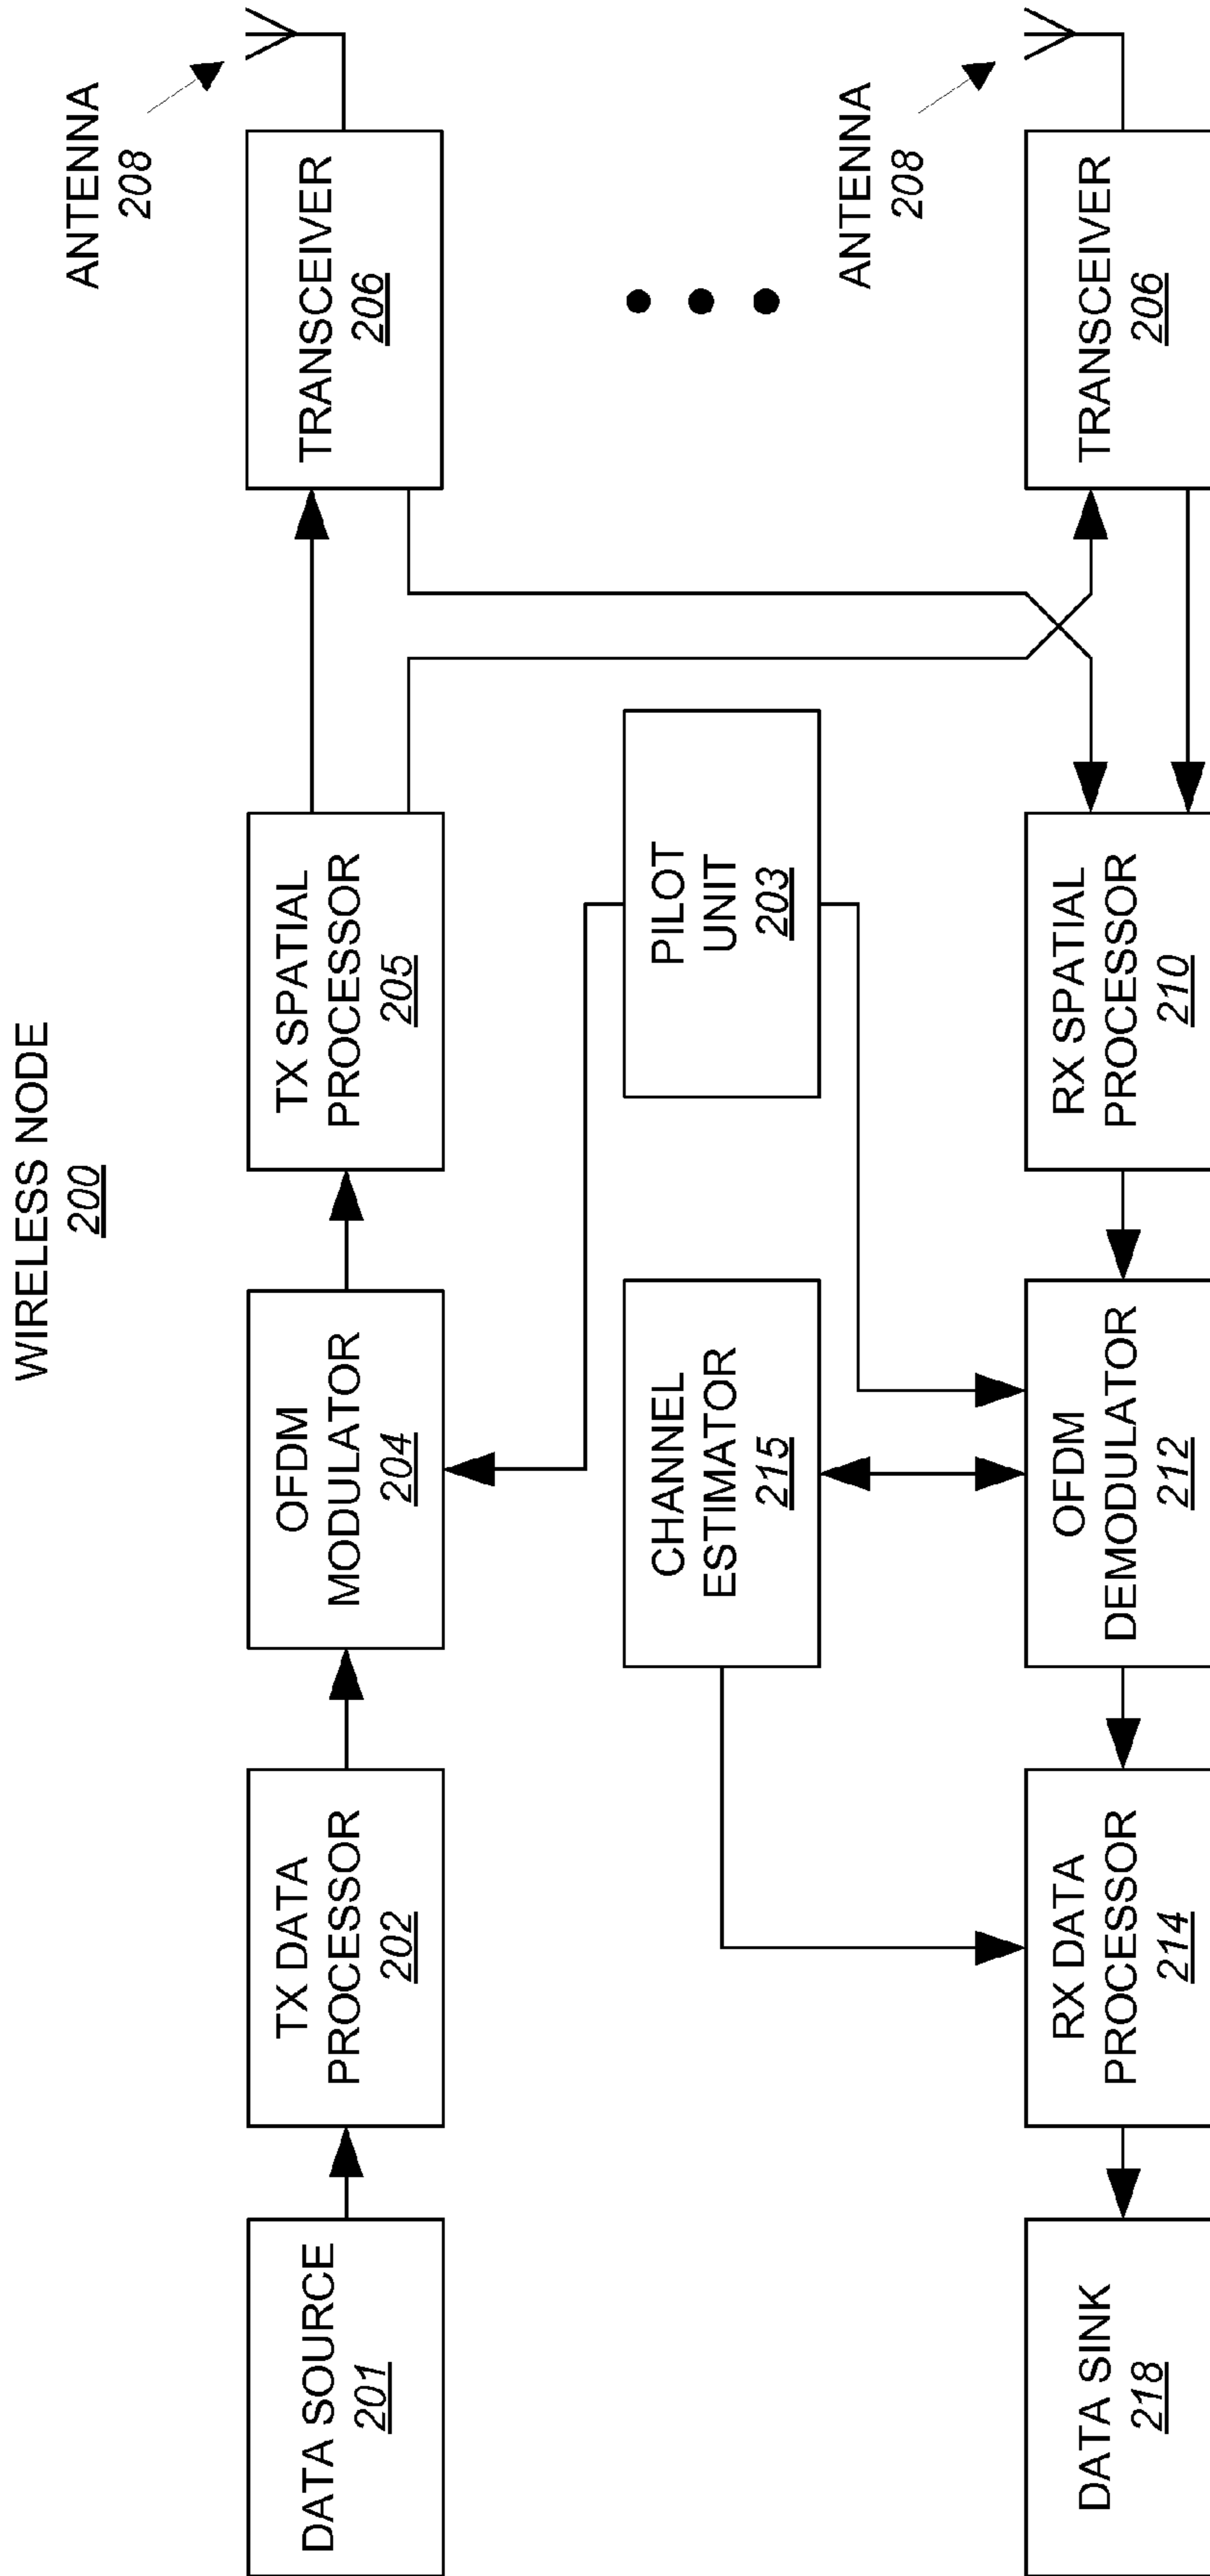 WIRELESS NODE
200
DATA SOURCE
201
TX DATA
PROCESSOR
202
OFDM
MODULATOR
204
TX SPATIAL
PROCESSOR
205
TRANSCEIVER
206
ANTENNA
208
CHANNEL
ESTIMATOR
215
PILOT
UNIT
203
DATA SINK
218
RX DATA
PROCESSOR
214
OFDM
DEMODULATOR
212
RX SPATIAL
PROCESSOR
210
TRANSCEIVER
206
ANTENNA
208